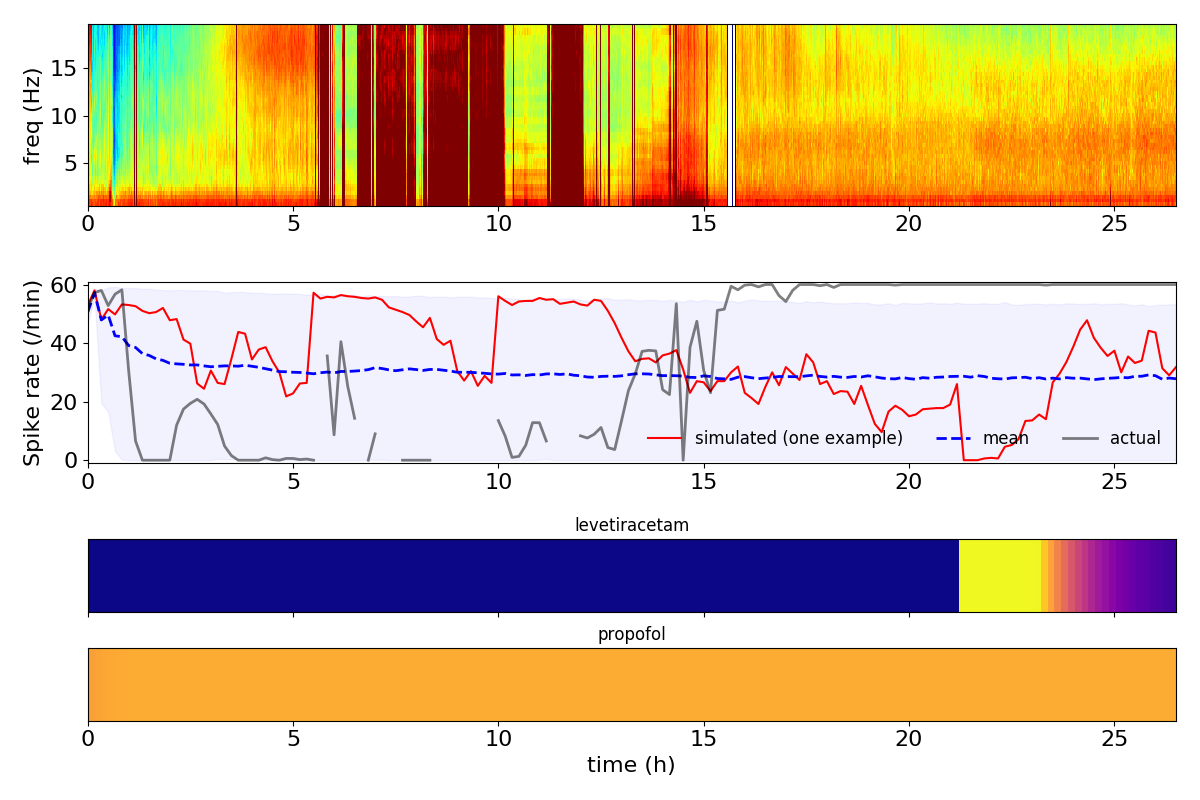 freq (Hz)
15
10
5
0 5 10 15 20 25
Spike rate (/min)
60
40
20
0
simulated (one example) mean actual
0 5 10 15 20 25
levetiracetam
propofol
0 5 10 15 20 25
time (h)